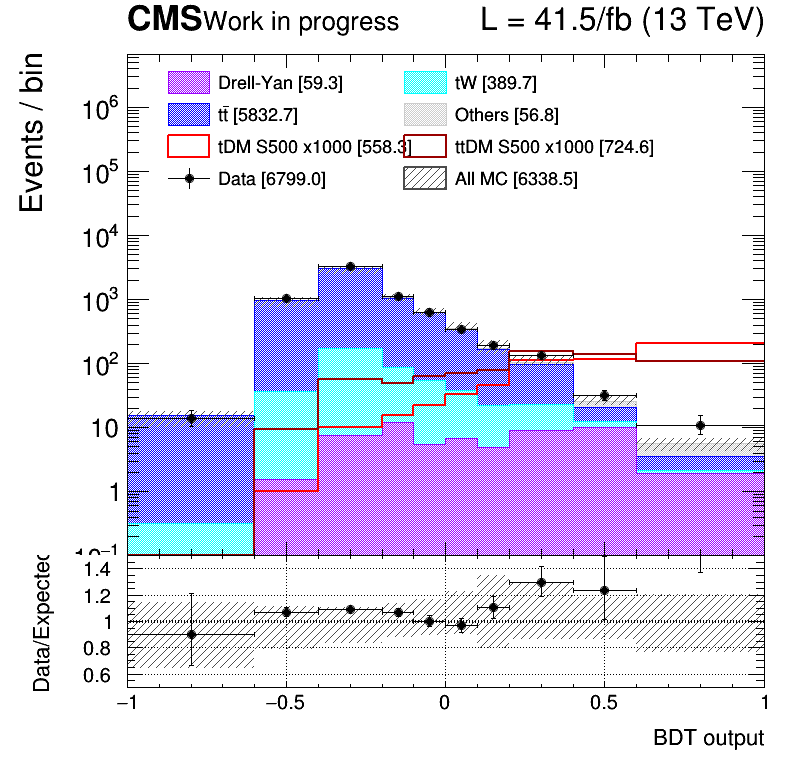 CMS Work in progress L = 41.5/fb (13 TeV)
Events / bin
Drell-Yan [59.3] tW [389.7]
tt̄ [5832.7] Others [56.8]
tDM S500 x1000 [558.3] ttDM S500 x1000 [724.6]
Data [6799.0] All MC [6338.5]
10⁶
10⁵
10⁴
10³
10²
10
1
10⁻¹
Data/Expected
1.4
1.2
1
0.8
0.6
−1 −0.5 0 0.5 1
BDT output